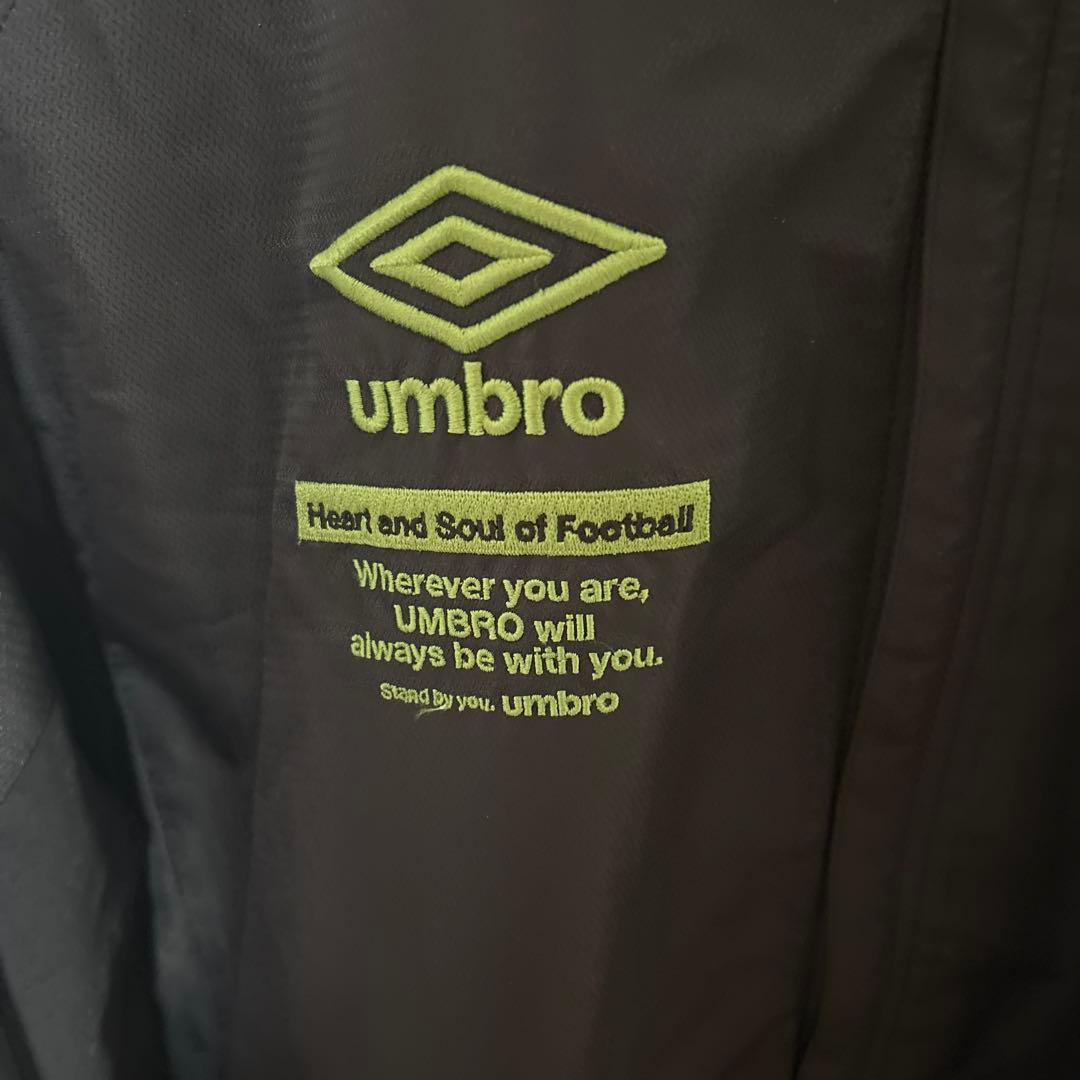 umbro
Heart and Soul of Football
Wherever you are,
UMBRO will
always be with you.
Stand by you. umbro